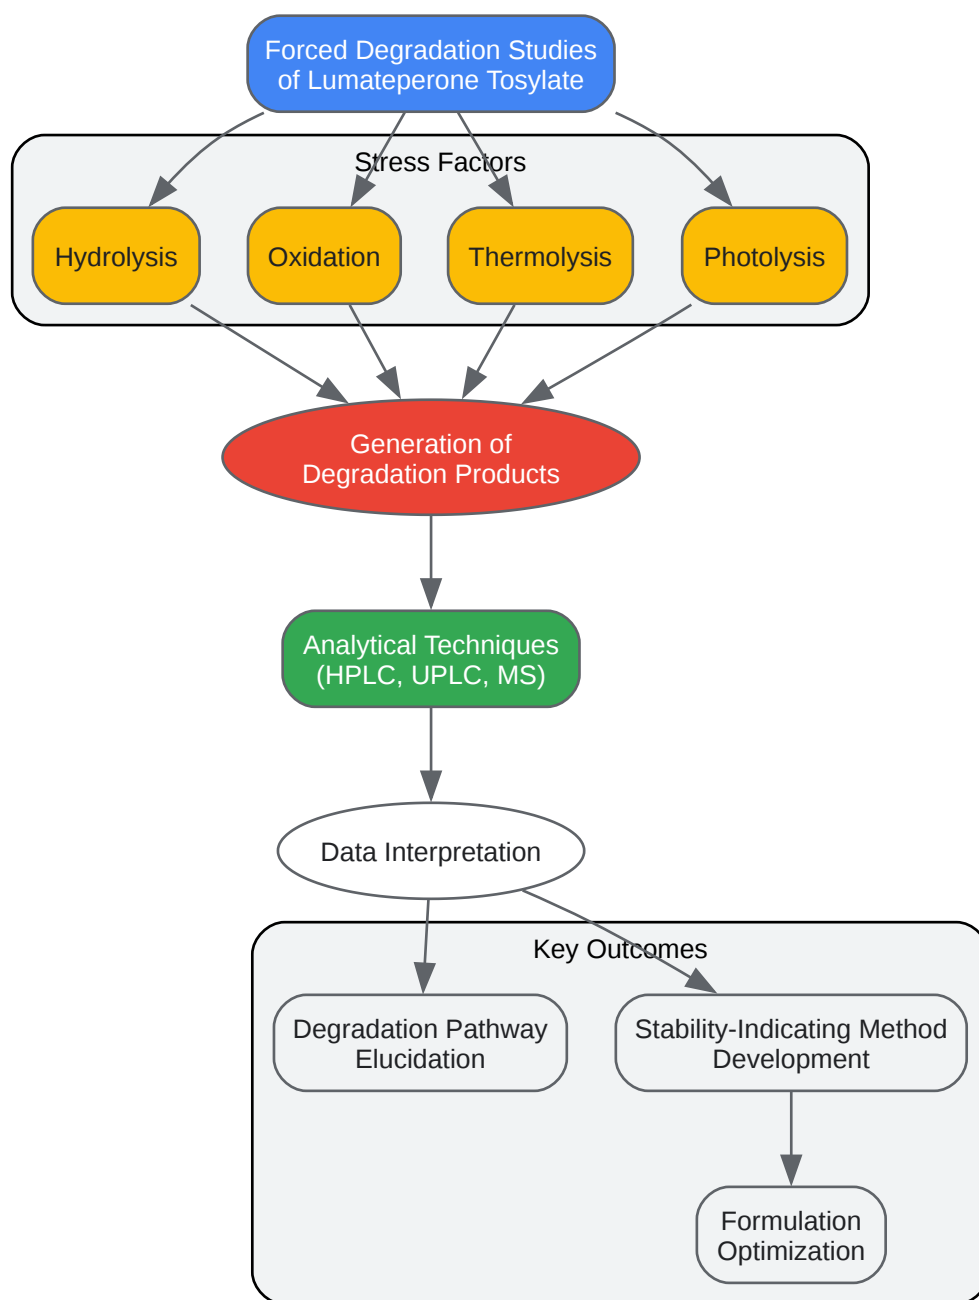 Forced Degradation Studies
of Lumateperone Tosylate
Stress Factors
Hydrolysis
Oxidation
Thermolysis
Photolysis
Generation of
Degradation Products
Analytical Techniques
(HPLC, UPLC, MS)
Data Interpretation
Key Outcomes
Degradation Pathway
Elucidation
Stability-Indicating Method
Development
Formulation
Optimization